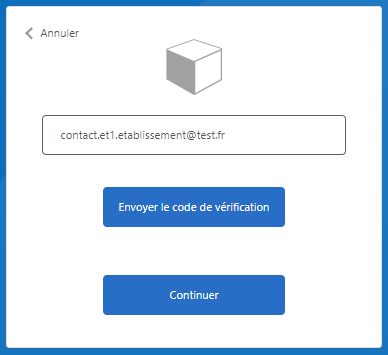 Annuler
contact.et1.etablissement@test.fr
Envoyer le code de vérification
Continuer